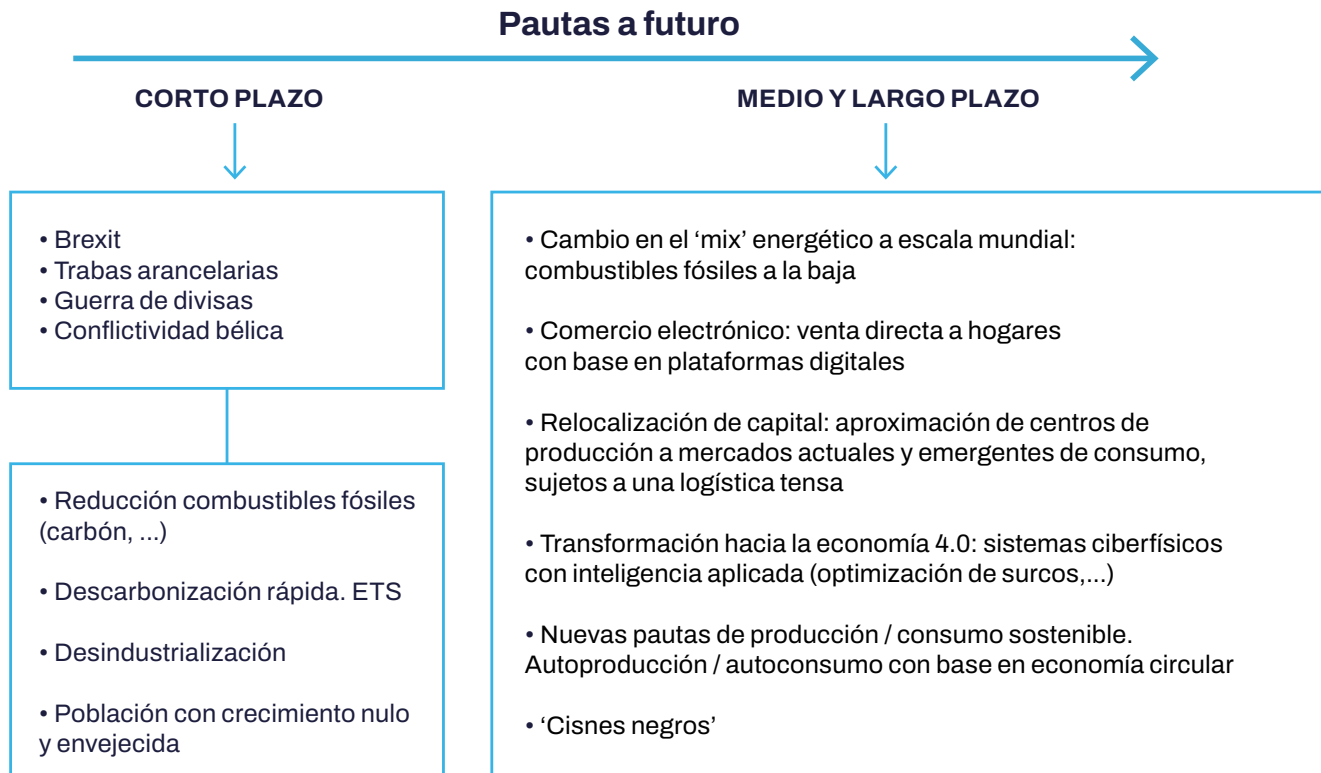 Pautas a futuro
CORTO PLAZO
• Brexit
• Trabas arancelarias
• Guerra de divisas
• Conflictividad bélica
• Reducción combustibles fósiles
(carbón, ...)
• Descarbonización rápida. ETS
• Desindustrialización
• Población con crecimiento nulo
y envejecida
MEDIO Y LARGO PLAZO
• Cambio en el ‘mix’ energético a escala mundial:
combustibles fósiles a la baja
• Comercio electrónico: venta directa a hogares
con base en plataformas digitales
• Relocalización de capital: aproximación de centros de
producción a mercados actuales y emergentes de consumo,
sujetos a una logística tensa
• Transformación hacia la economía 4.0: sistemas ciberfísicos
con inteligencia aplicada (optimización de surcos,...)
• Nuevas pautas de producción / consumo sostenible.
Autoproducción / autoconsumo con base en economía circular
• ‘Cisnes negros’